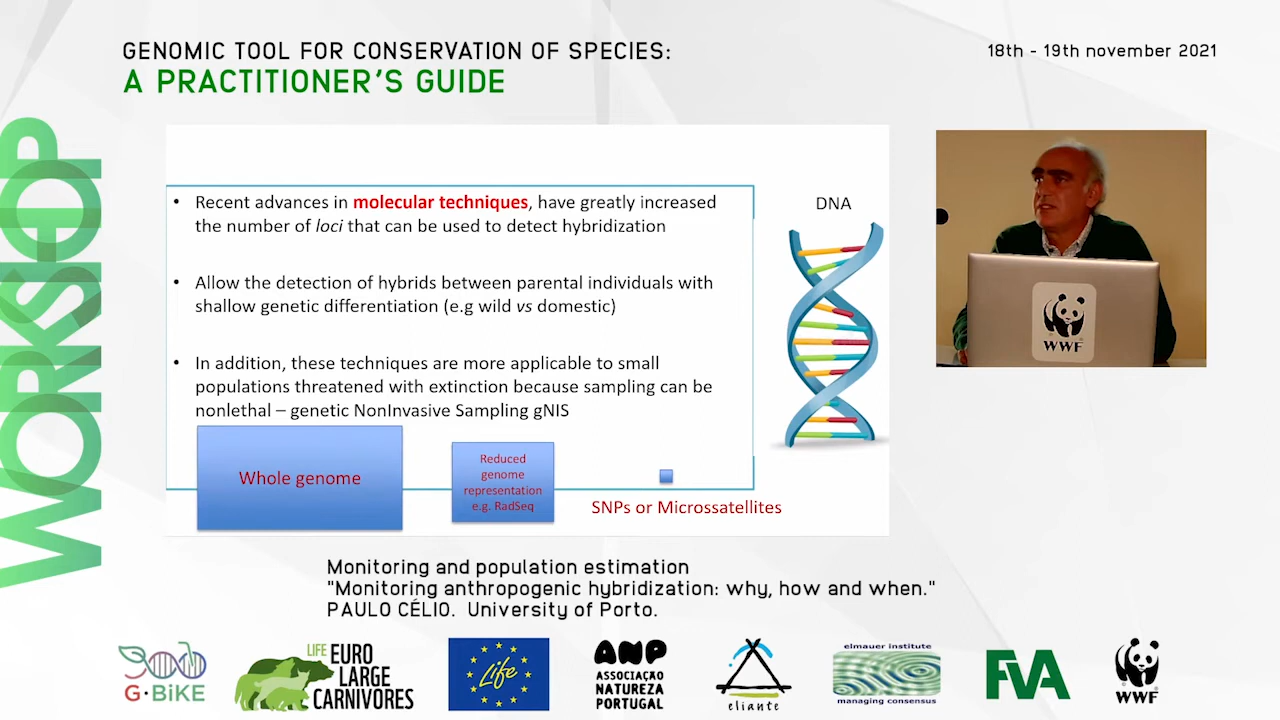 GENOMIC TOOL FOR CONSERVATION OF SPECIES:
A PRACTITIONER'S GUIDE
18th - 19th november 2021
WORKSHOP
• Recent advances in molecular techniques, have greatly increased
the number of loci that can be used to detect hybridization
• Allow the detection of hybrids between parental individuals with
shallow genetic differentiation (e.g wild vs domestic)
• In addition, these techniques are more applicable to small
populations threatened with extinction because sampling can be
nonlethal – genetic NonInvasive Sampling gNIS
DNA
Whole genome
Reduced
genome
representation
e.g. RadSeq
SNPs or Microssatellites
WWF
Monitoring and population estimation
"Monitoring anthropogenic hybridization: why, how and when."
PAULO CÉLIO. University of Porto.
G·BiKE
LIFE EURO
LARGE
CARNIVORES
Life
ANP
ASSOCIAÇÃO
NATUREZA
PORTUGAL
eliante
elmauer institute
managing consensus
FVA
WWF